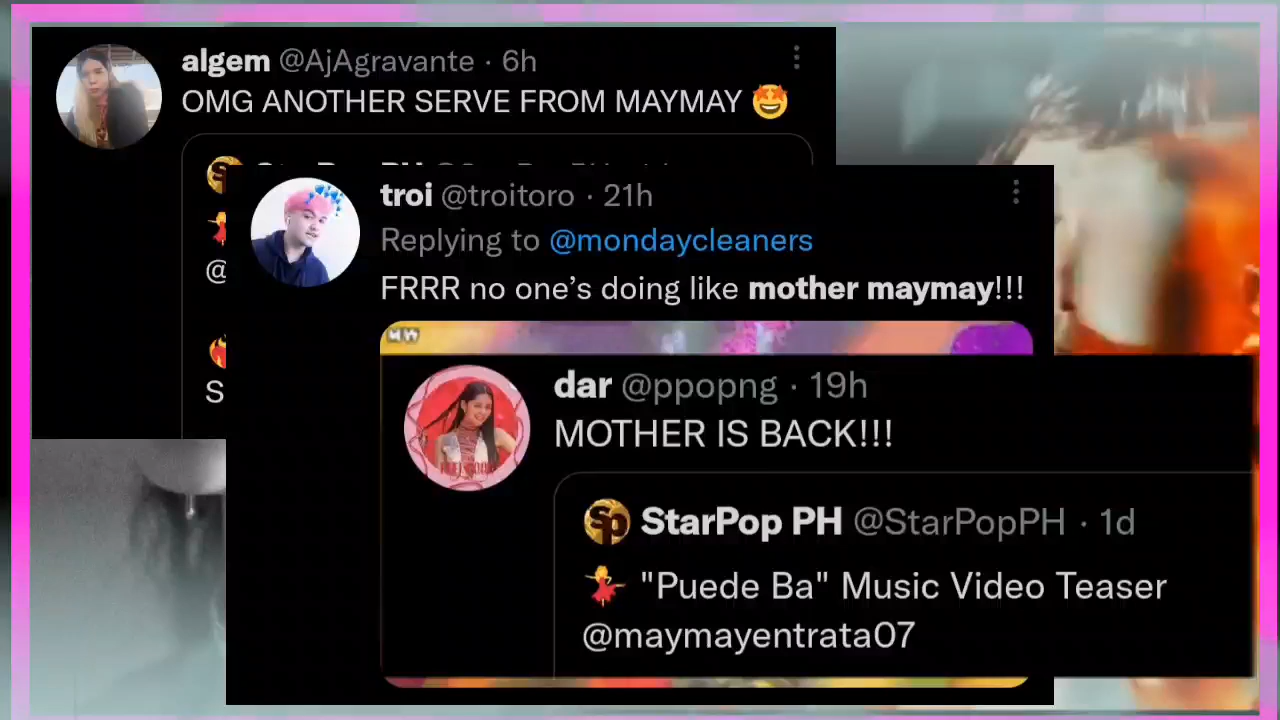 algem @AjAgravante · 6h
OMG ANOTHER SERVE FROM MAYMAY 🤩
@
S
troi @troitoro · 21h
Replying to @mondaycleaners
FRRR no one’s doing like mother maymay!!!
dar @ppopng · 19h
MOTHER IS BACK!!!
Sp StarPop PH @StarPopPH · 1d
💃 "Puede Ba" Music Video Teaser
@maymayentrata07